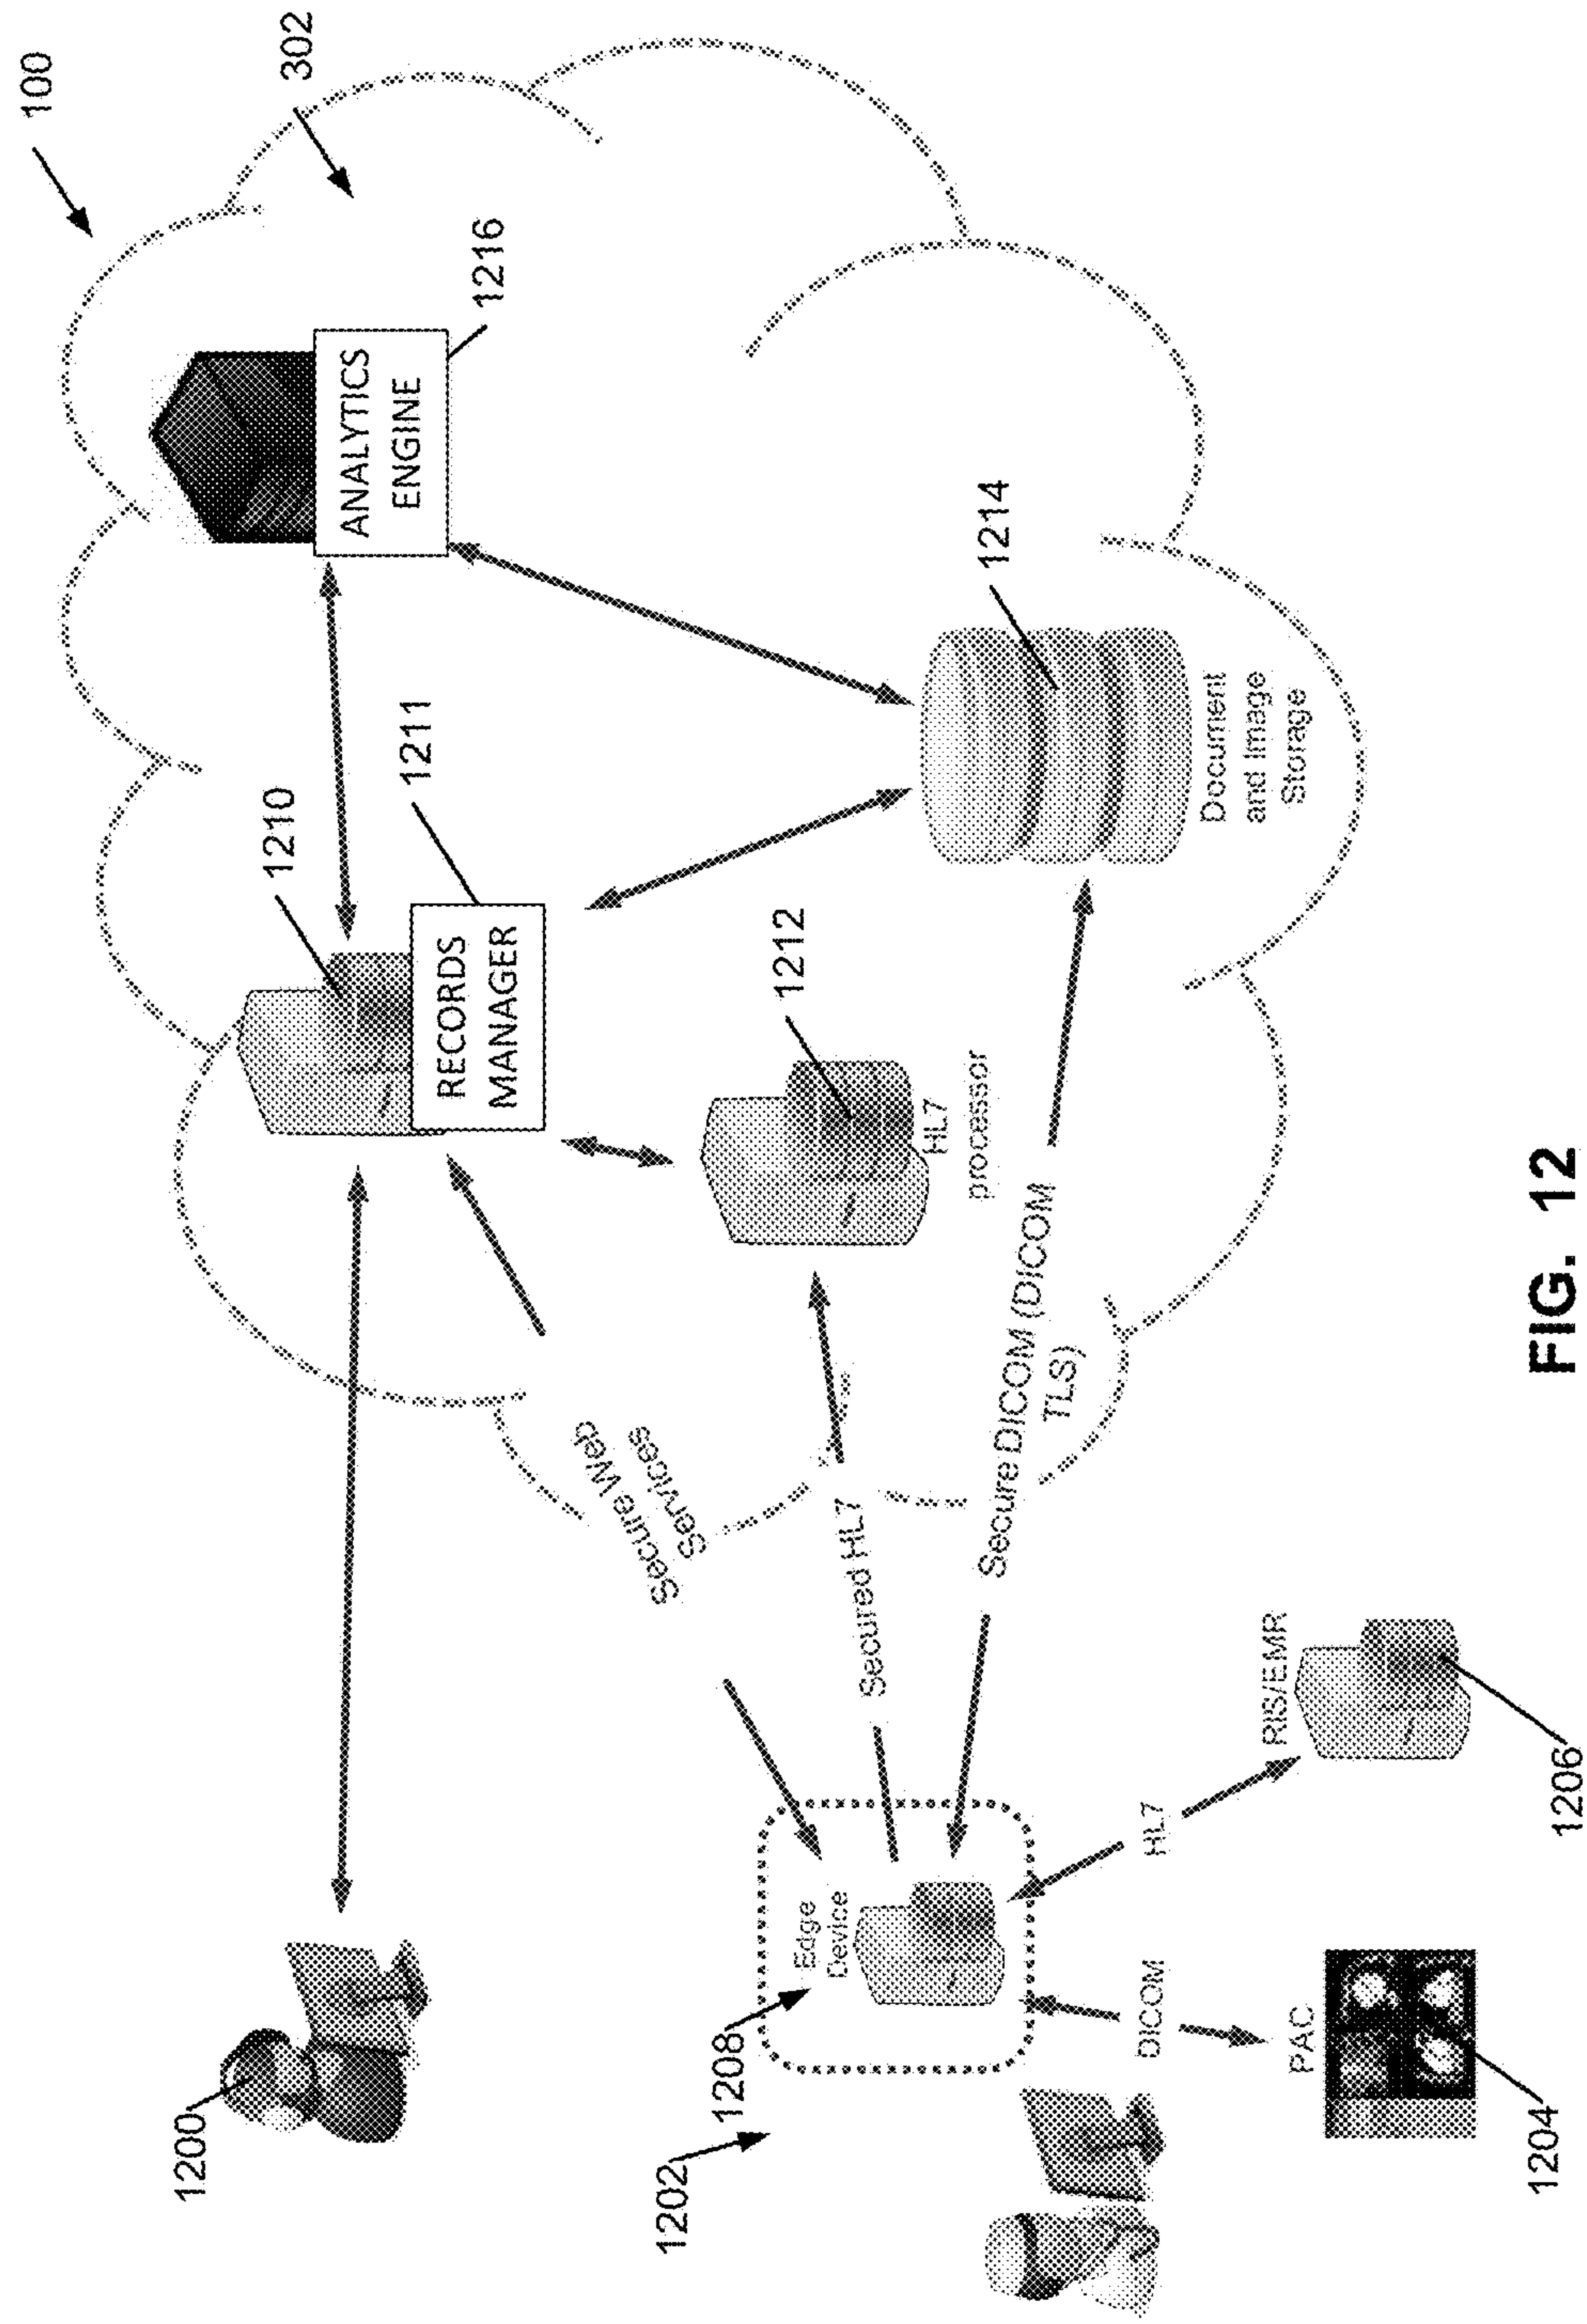 100
302
ANALYTICS
ENGINE
1216
1210
RECORDS
MANAGER
1211
1212
HL7
processor
1214
Document
and Image
Storage
Secure Web
Services
Secured HL7
Secure DICOM (DICOM
TLS)
1200
1202
1208
Edge
Device
HL7
RIS/EMR
1206
DICOM
PAC
1204
FIG. 12